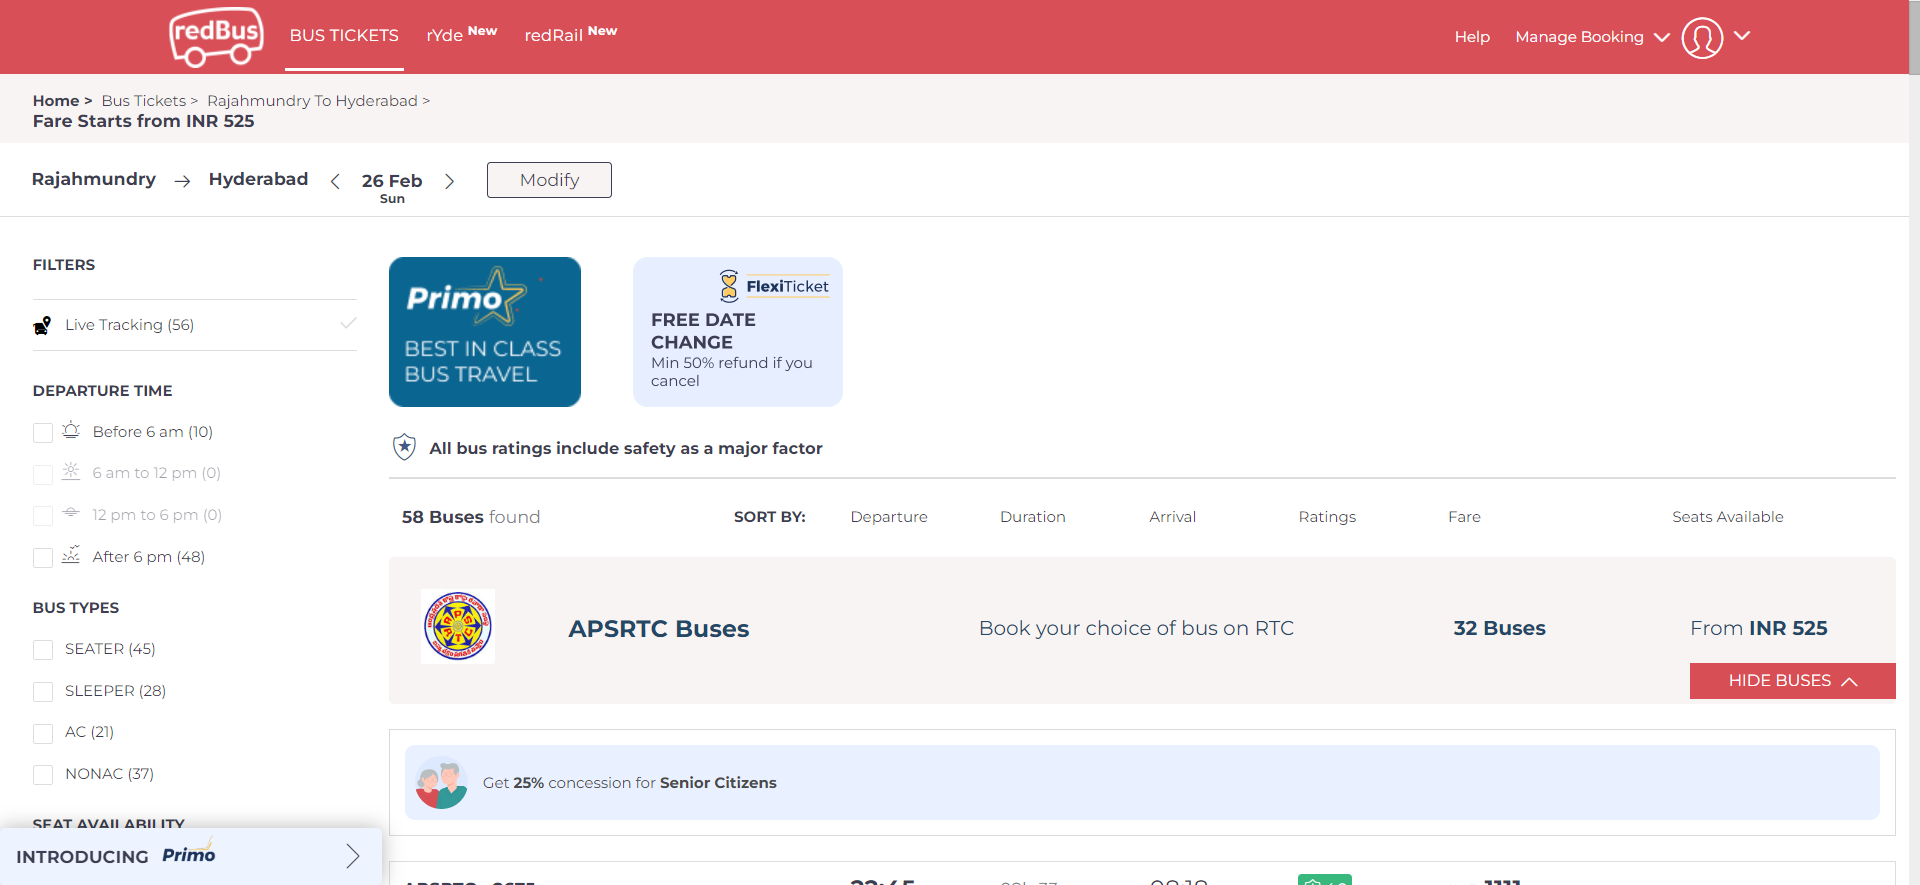 redBus
BUS TICKETS
rYde New
redRail New
Help
Manage Booking
Home > Bus Tickets > Rajahmundry To Hyderabad >
Fare Starts from INR 525
Rajahmundry → Hyderabad < 26 Feb >
Sun
Modify
FILTERS
Live Tracking (56)
DEPARTURE TIME
Before 6 am (10)
6 am to 12 pm (0)
12 pm to 6 pm (0)
After 6 pm (48)
BUS TYPES
SEATER (45)
SLEEPER (28)
AC (21)
NONAC (37)
SEAT AVAILABILITY
INTRODUCING Primo
Primo
BEST IN CLASS
BUS TRAVEL
FlexiTicket
FREE DATE
CHANGE
Min 50% refund if you
cancel
All bus ratings include safety as a major factor
58 Buses found
SORT BY: Departure Duration Arrival Ratings Fare Seats Available
APSRTC Buses
Book your choice of bus on RTC
32 Buses
From INR 525
HIDE BUSES
Get 25% concession for Senior Citizens